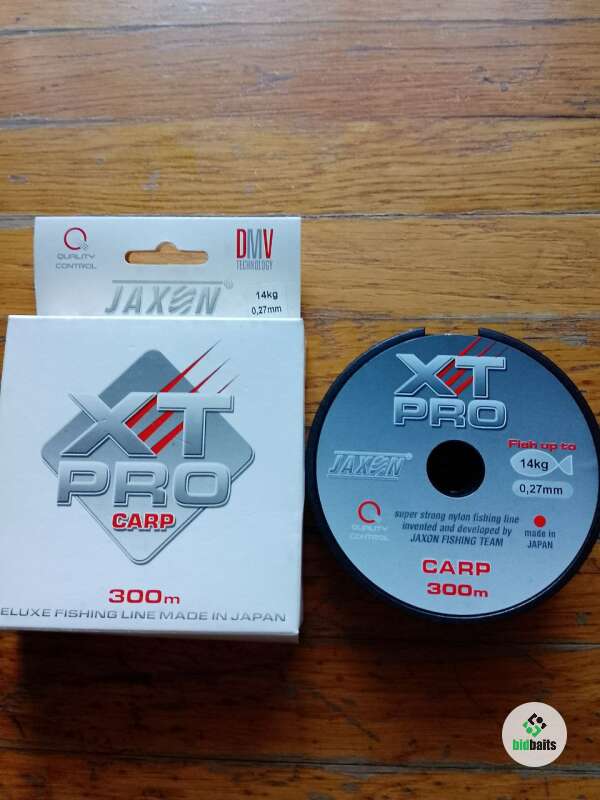 QUALITY
CONTROL
DMV
TECHNOLOGY
JAXON®
14kg
0,27mm
XT
PRO
CARP
300m
ELUXE FISHING LINE MADE IN JAPAN
XT
PRO
Fish up to
14kg
0,27mm
JAXON®
QUALITY
CONTROL
super strong nylon fishing line
invented and developed by
JAXON FISHING TEAM
made in
JAPAN
CARP
300m
bidbaits